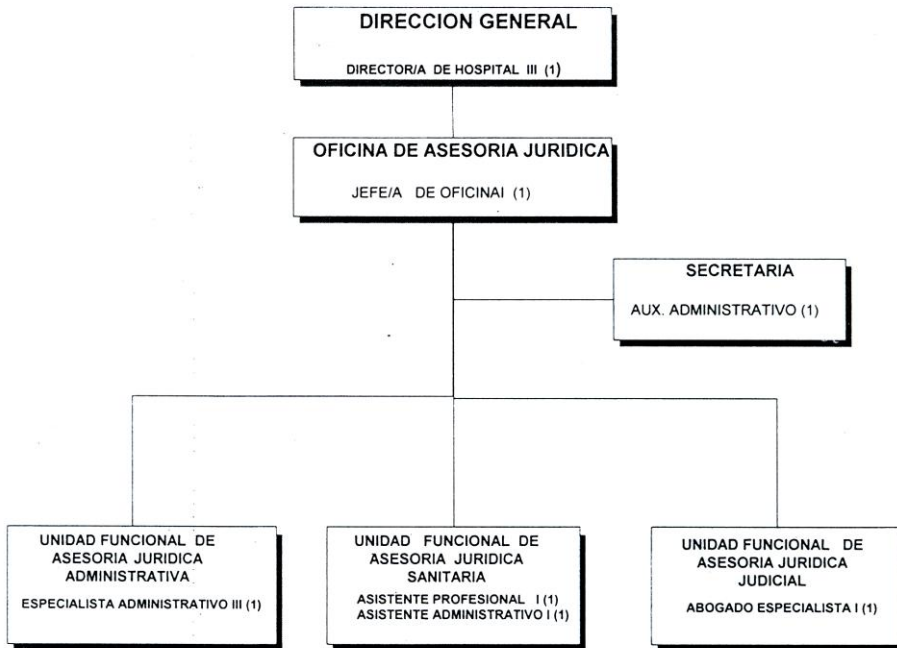 DIRECCION GENERAL
DIRECTOR/A DE HOSPITAL III (1)
OFICINA DE ASESORIA JURIDICA
JEFE/A DE OFICINAI (1)
SECRETARIA
AUX. ADMINISTRATIVO (1)
UNIDAD FUNCIONAL DE
ASESORIA JURIDICA
ADMINISTRATIVA
ESPECIALISTA ADMINISTRATIVO III (1)
UNIDAD FUNCIONAL DE
ASESORIA JURIDICA
SANITARIA
ASISTENTE PROFESIONAL I (1)
ASISTENTE ADMINISTRATIVO I (1)
UNIDAD FUNCIONAL DE
ASESORIA JURIDICA
JUDICIAL
ABOGADO ESPECIALISTA I (1)